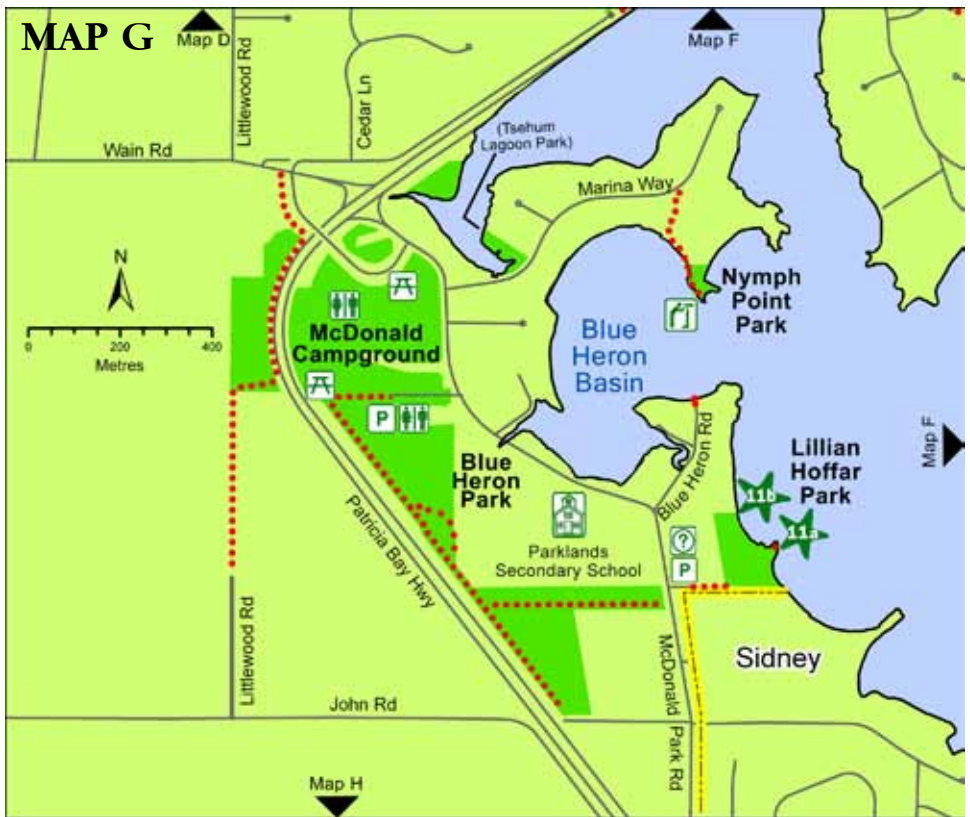 MAP G
Map D
Map F
Littlewood Rd
Cedar Ln
(Tsehum
Lagoon Park)
Wain Rd
Marina Way
N
0 200 400
Metres
McDonald
Campground
Nymph
Point
Park
Blue
Heron
Basin
P
Blue
Heron
Park
Blue Heron Rd
Lillian
Hoffar
Park
Map F
11b
11a
Patricia Bay Hwy
Parklands
Secondary School
?
P
Littlewood Rd
McDonald Park Rd
Sidney
John Rd
Map H